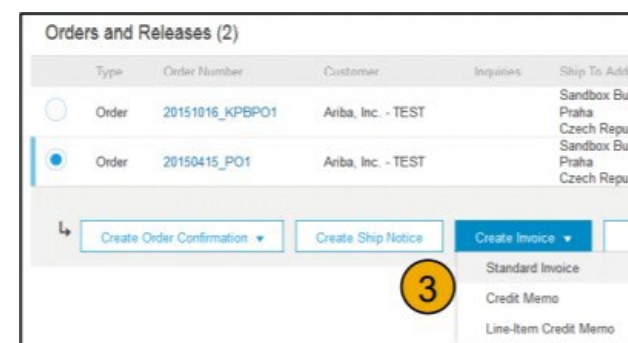 Orders and Releases (2)
Type Order Number Customer Inquiries Ship To Add
Sandbox Bu
Order 20151016_KPBPO1 Ariba, Inc. - TEST Praha
Czech Repu
Sandbox Bu
Order 20150415_PO1 Ariba, Inc. - TEST Praha
Czech Repu
Create Order Confirmation Create Ship Notice Create Invoice
3
Standard Invoice
Credit Memo
Line-Item Credit Memo